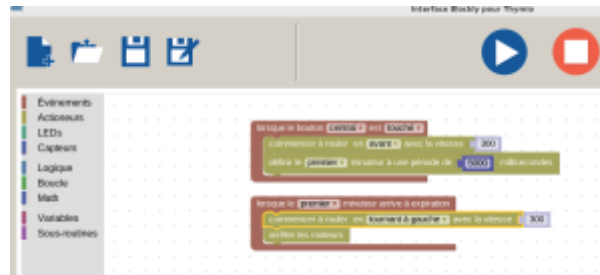 Interface Blockly pour Thymio
Événements
Actionneurs
LEDs
Capteurs
Logique
Boucle
Math
Variables
Sous-routines
lorsque le bouton central est touché
commencer à rouler en avant avec la vitesse 300
définir le premier minuteur à une période de 5000 millisecondes
lorsque le premier minuteur arrive à expiration
commencer à rouler en tournant à gauche avec la vitesse 300
arrêter les moteurs